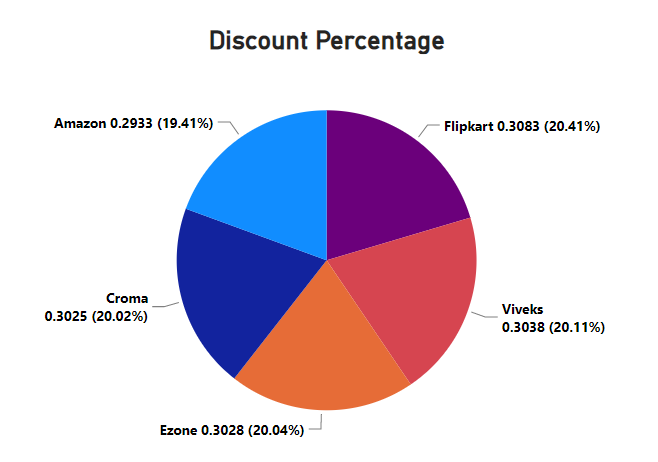 Discount Percentage
Amazon 0.2933 (19.41%)
Flipkart 0.3083 (20.41%)
Croma
0.3025 (20.02%)
Viveks
0.3038 (20.11%)
Ezone 0.3028 (20.04%)